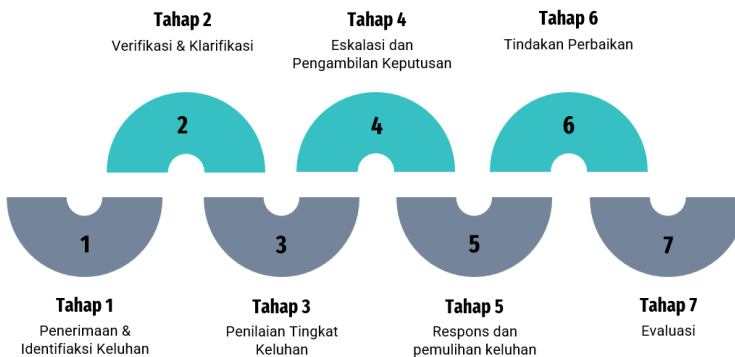 Tahap 2
Verifikasi & Klarifikasi
Tahap 4
Eskalasi dan
Pengambilan Keputusan
Tahap 6
Tindakan Perbaikan
2
4
6
1
3
5
7
Tahap 1
Penerimaan &
Identifiaksi Keluhan
Tahap 3
Penilaian Tingkat
Keluhan
Tahap 5
Respons dan
pemulihan keluhan
Tahap 7
Evaluasi